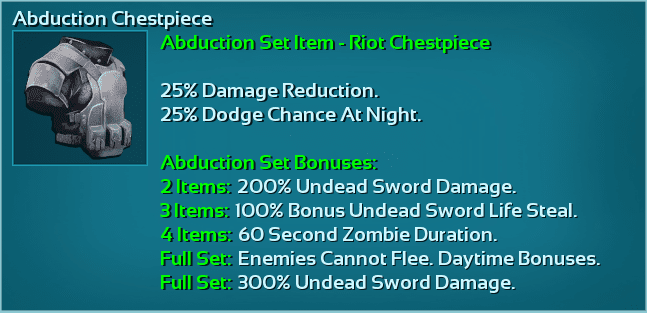 Abduction Chestpiece
Abduction Set Item - Riot Chestpiece
25% Damage Reduction.
25% Dodge Chance At Night.
Abduction Set Bonuses:
2 Items: 200% Undead Sword Damage.
3 Items: 100% Bonus Undead Sword Life Steal.
4 Items: 60 Second Zombie Duration.
Full Set: Enemies Cannot Flee. Daytime Bonuses.
Full Set: 300% Undead Sword Damage.